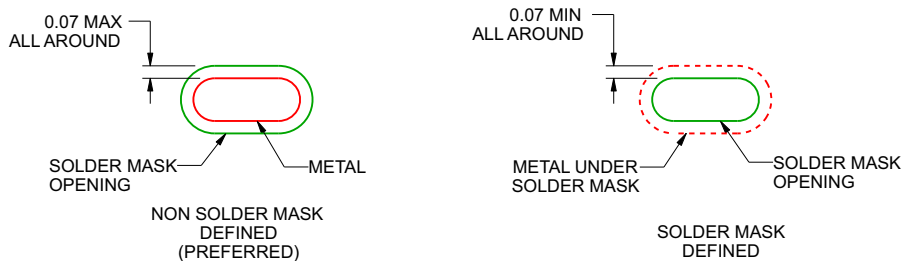 0.07 MAX
ALL AROUND
SOLDER MASK
OPENING
METAL
NON SOLDER MASK
DEFINED
(PREFERRED)
0.07 MIN
ALL AROUND
METAL UNDER
SOLDER MASK
SOLDER MASK
OPENING
SOLDER MASK
DEFINED